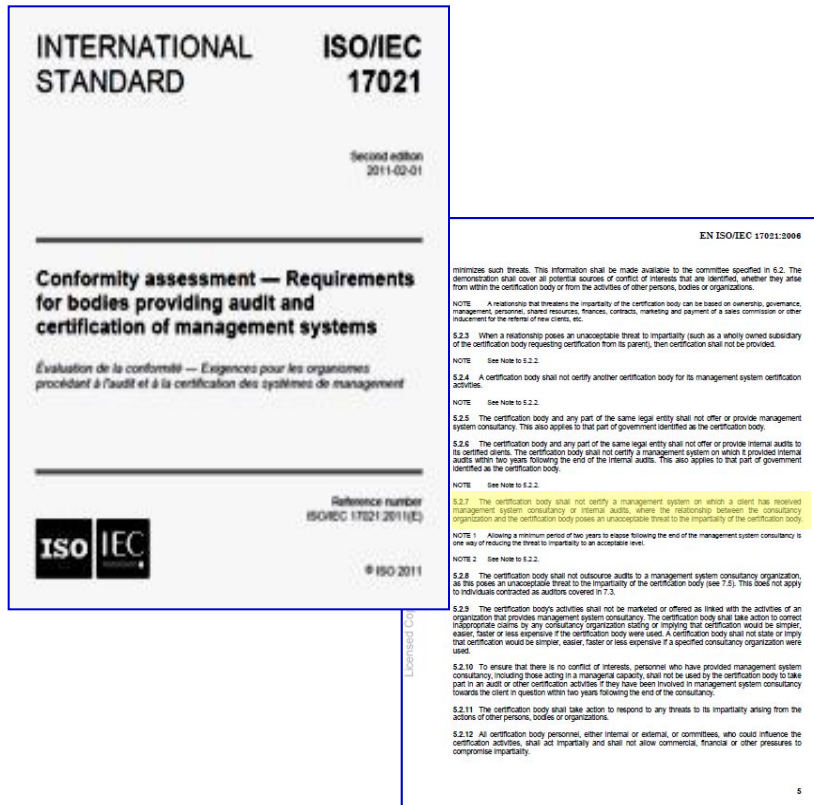 INTERNATIONAL
STANDARD
ISO/IEC
17021
Second edition
2011-02-01
Conformity assessment — Requirements
for bodies providing audit and
certification of management systems
Évaluation de la conformité — Exigences pour les organismes
procédant à l'audit et à la certification des systèmes de management
Reference number
ISO/IEC 17021:2011(E)
ISO IEC
© ISO 2011
EN ISO/IEC 17021:2006
minimizes such threats. This information shall be made available to the committee specified in 6.2. The
demonstration shall cover all potential sources of conflict of interests that are identified, whether they arise
from within the certification body or from the activities of other persons, bodies or organizations.
NOTE A relationship that threatens the impartiality of the certification body can be based on ownership, governance,
management, personnel, shared resources, finances, contracts, marketing and payment of a sales commission or other
inducement for the referral of new clients, etc.
5.2.3 When a relationship poses an unacceptable threat to impartiality (such as a wholly owned subsidiary
of the certification body requesting certification from its parent), then certification shall not be provided.
NOTE See Note to 5.2.2.
5.2.4 A certification body shall not certify another certification body for its management system certification
activities.
NOTE See Note to 5.2.2.
5.2.5 The certification body and any part of the same legal entity shall not offer or provide management
system consultancy. This also applies to that part of government identified as the certification body.
5.2.6 The certification body and any part of the same legal entity shall not offer or provide internal audits to
its certified clients. The certification body shall not certify a management system on which it provided internal
audits within two years following the end of the internal audits. This also applies to that part of government
identified as the certification body.
NOTE See Note to 5.2.2.
5.2.7 The certification body shall not certify a management system on which a client has received
management system consultancy or internal audits, where the relationship between the consultancy
organization and the certification body poses an unacceptable threat to the impartiality of the certification body.
NOTE 1 Allowing a minimum period of two years to elapse following the end of the management system consultancy is
one way of reducing the threat to impartiality to an acceptable level.
NOTE 2 See Note to 5.2.2.
5.2.8 The certification body shall not outsource audits to a management system consultancy organization,
as this poses an unacceptable threat to the impartiality of the certification body (see 7.5). This does not apply
to individuals contracted as auditors covered in 7.3.
5.2.9 The certification body's activities shall not be marketed or offered as linked with the activities of an
organization that provides management system consultancy. The certification body shall take action to correct
inappropriate claims by any consultancy organization stating or implying that certification would be simpler,
easier, faster or less expensive if the certification body were used. A certification body shall not state or imply
that certification would be simpler, easier, faster or less expensive if a specified consultancy organization were
used.
5.2.10 To ensure that there is no conflict of interests, personnel who have provided management system
consultancy, including those acting in a managerial capacity, shall not be used by the certification body to take
part in an audit or other certification activities if they have been involved in management system consultancy
towards the client in question within two years following the end of the consultancy.
5.2.11 The certification body shall take action to respond to any threats to its impartiality arising from the
actions of other persons, bodies or organizations.
5.2.12 All certification body personnel, either internal or external, or committees, who could influence the
certification activities, shall act impartially and shall not allow commercial, financial or other pressures to
compromise impartiality.
5
Licensed Co